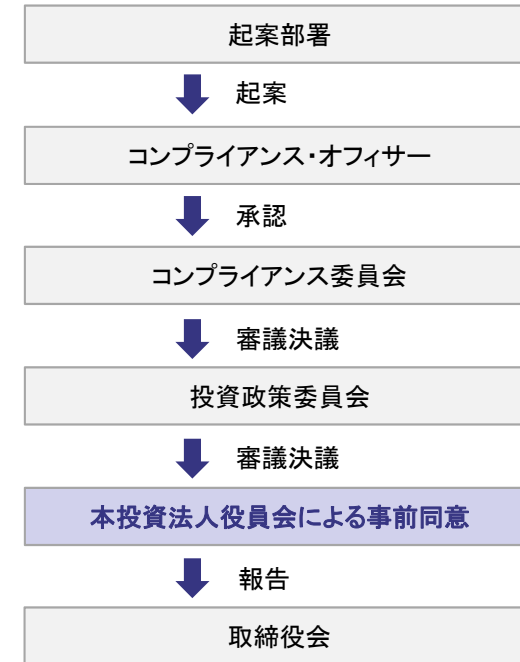 起案部署
起案
コンプライアンス・オフィサー
承認
コンプライアンス委員会
審議決議
投資政策委員会
審議決議
本投資法人役員会による事前同意
報告
取締役会